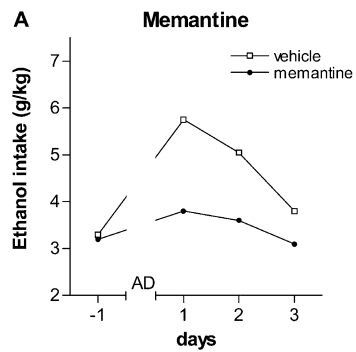 A Memantine
vehicle
memantine
Ethanol intake (g/kg)
7
6
5
4
3
2
AD
-1 1 2 3
days